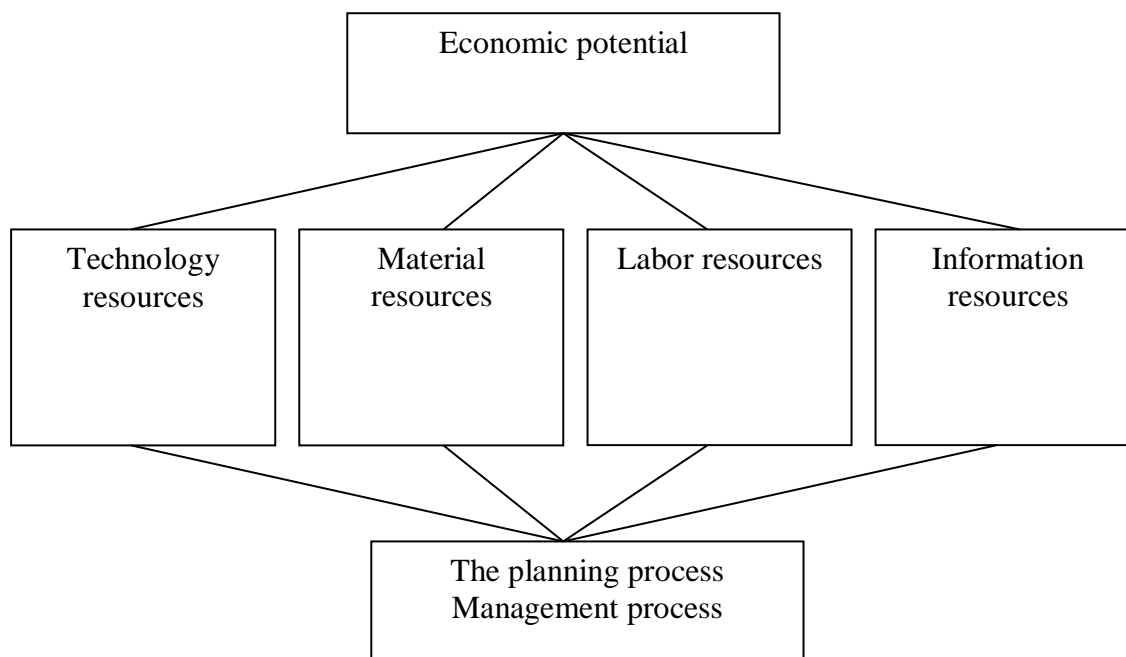 Economic potential
Technology
resources
Material
resources
Labor resources
Information
resources
The planning process
Management process